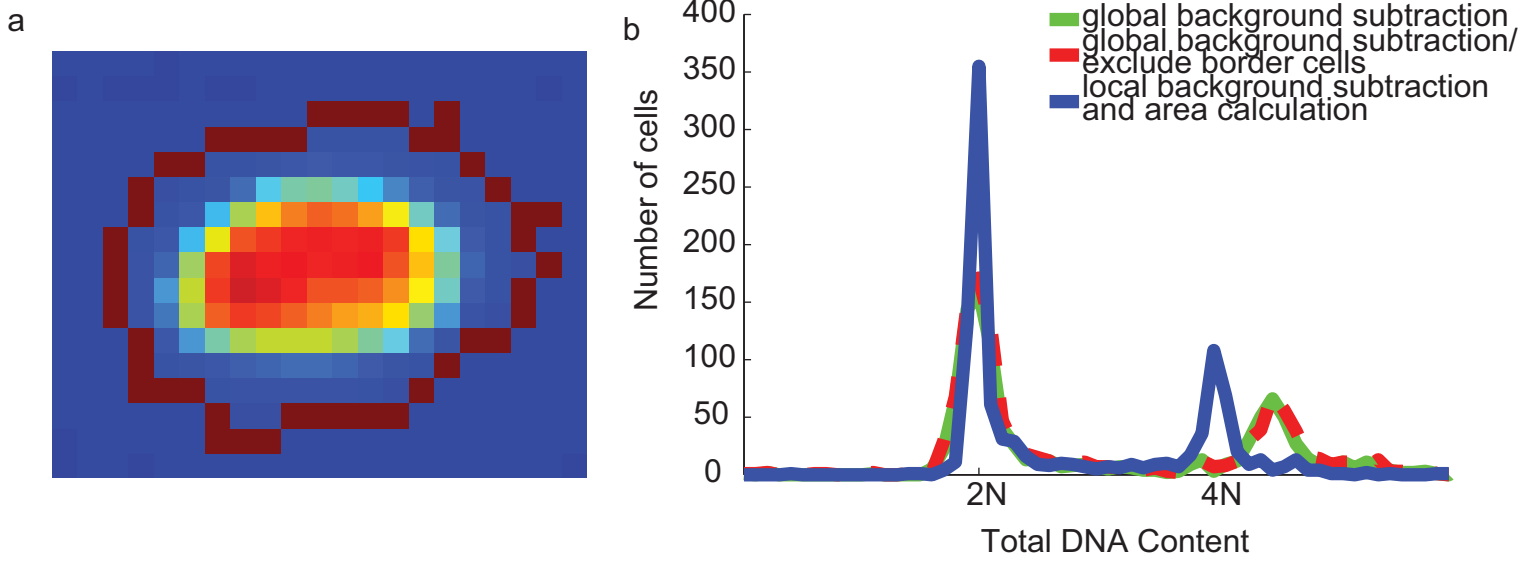 a
b
global background subtraction
global background subtraction/
exclude border cells
local background subtraction
and area calculation
Number of cells
400
350
300
250
200
150
100
50
0
2N
4N
Total DNA Content